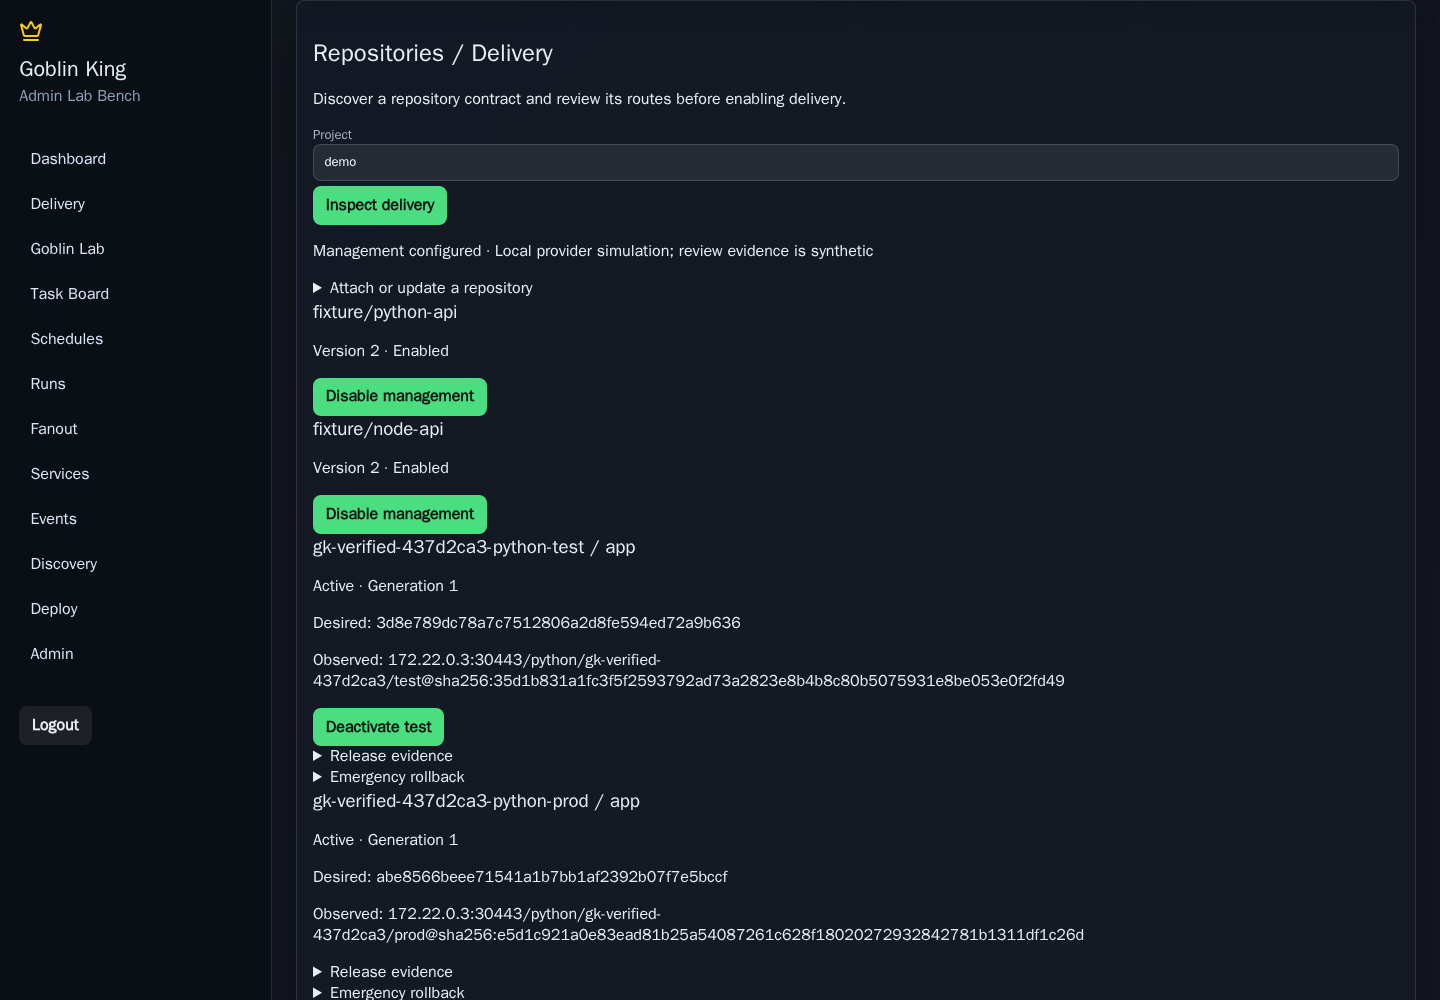 Goblin King
Admin Lab Bench
Dashboard
Delivery
Goblin Lab
Task Board
Schedules
Runs
Fanout
Services
Events
Discovery
Deploy
Admin
Logout
Repositories / Delivery
Discover a repository contract and review its routes before enabling delivery.
Project
demo
Inspect delivery
Management configured · Local provider simulation; review evidence is synthetic
Attach or update a repository
fixture/python-api
Version 2 · Enabled
Disable management
fixture/node-api
Version 2 · Enabled
Disable management
gk-verified-437d2ca3-python-test / app
Active · Generation 1
Desired: 3d8e789dc78a7c7512806a2d8fe594ed72a9b636
Observed: 172.22.0.3:30443/python/gk-verified-
437d2ca3/test@sha256:35d1b831a1fc3f5f2593792ad73a2823e8b4b8c80b5075931e8be053e0f2fd49
Deactivate test
Release evidence
Emergency rollback
gk-verified-437d2ca3-python-prod / app
Active · Generation 1
Desired: abe8566beee71541a1b7bb1af2392b07f7e5bccf
Observed: 172.22.0.3:30443/python/gk-verified-
437d2ca3/prod@sha256:e5d1c921a0e83ead81b25a54087261c628f18020272932842781b1311df1c26d
Release evidence
Emergency rollback